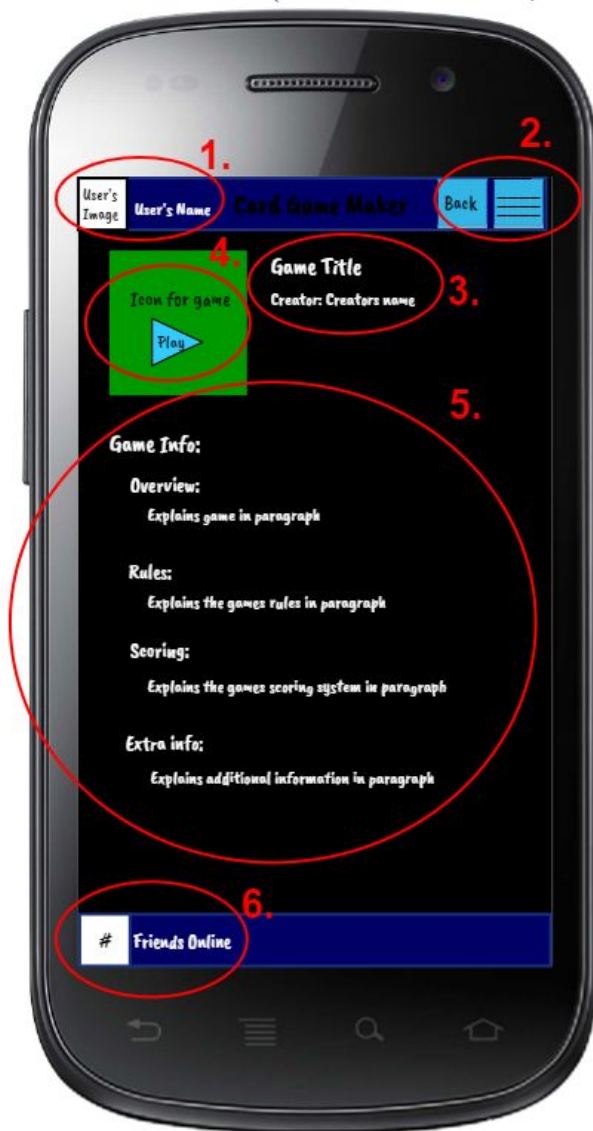 1.
2.
User's Image
User's Name
Card Game Maker
Back
4.
Game Title
Creator: Creators name
3.
Icon for game
Play
5.
Game Info:
Overview:
Explains game in paragraph
Rules:
Explains the games rules in paragraph
Scoring:
Explains the games scoring system in paragraph
Extra info:
Explains additional information in paragraph
6.
# Friends Online